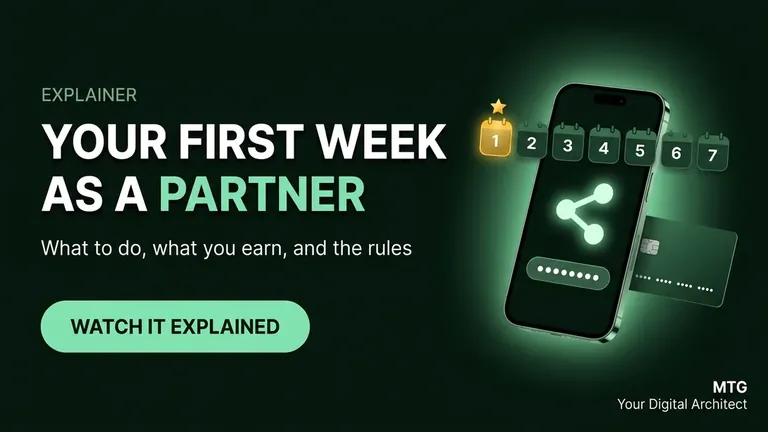 EXPLAINER
YOUR FIRST WEEK
AS A PARTNER
What to do, what you earn, and the rules
WATCH IT EXPLAINED
1 2 3 4 5 6 7
MTG
Your Digital Architect